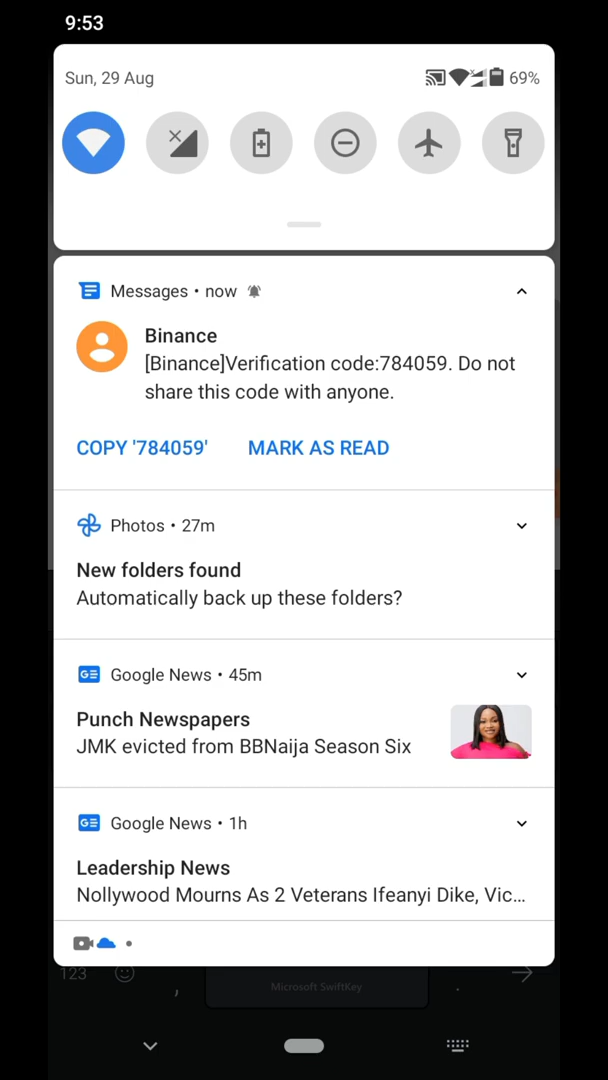 9:53
Sun, 29 Aug
69%
Messages • now
Binance
[Binance]Verification code:784059. Do not
share this code with anyone.
COPY '784059'
MARK AS READ
Photos • 27m
New folders found
Automatically back up these folders?
Google News • 45m
Punch Newspapers
JMK evicted from BBNaija Season Six
Google News • 1h
Leadership News
Nollywood Mourns As 2 Veterans Ifeanyi Dike, Vic...
123
,
Microsoft SwiftKey
.